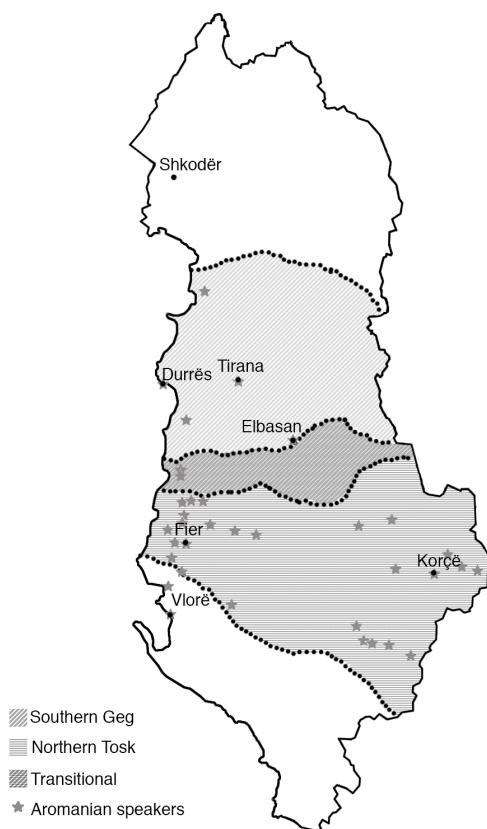 Shkodër
Tirana
Durrës
Elbasan
Fier
Korçë
Vlorë
Southern Geg
Northern Tosk
Transitional
Aromanian speakers